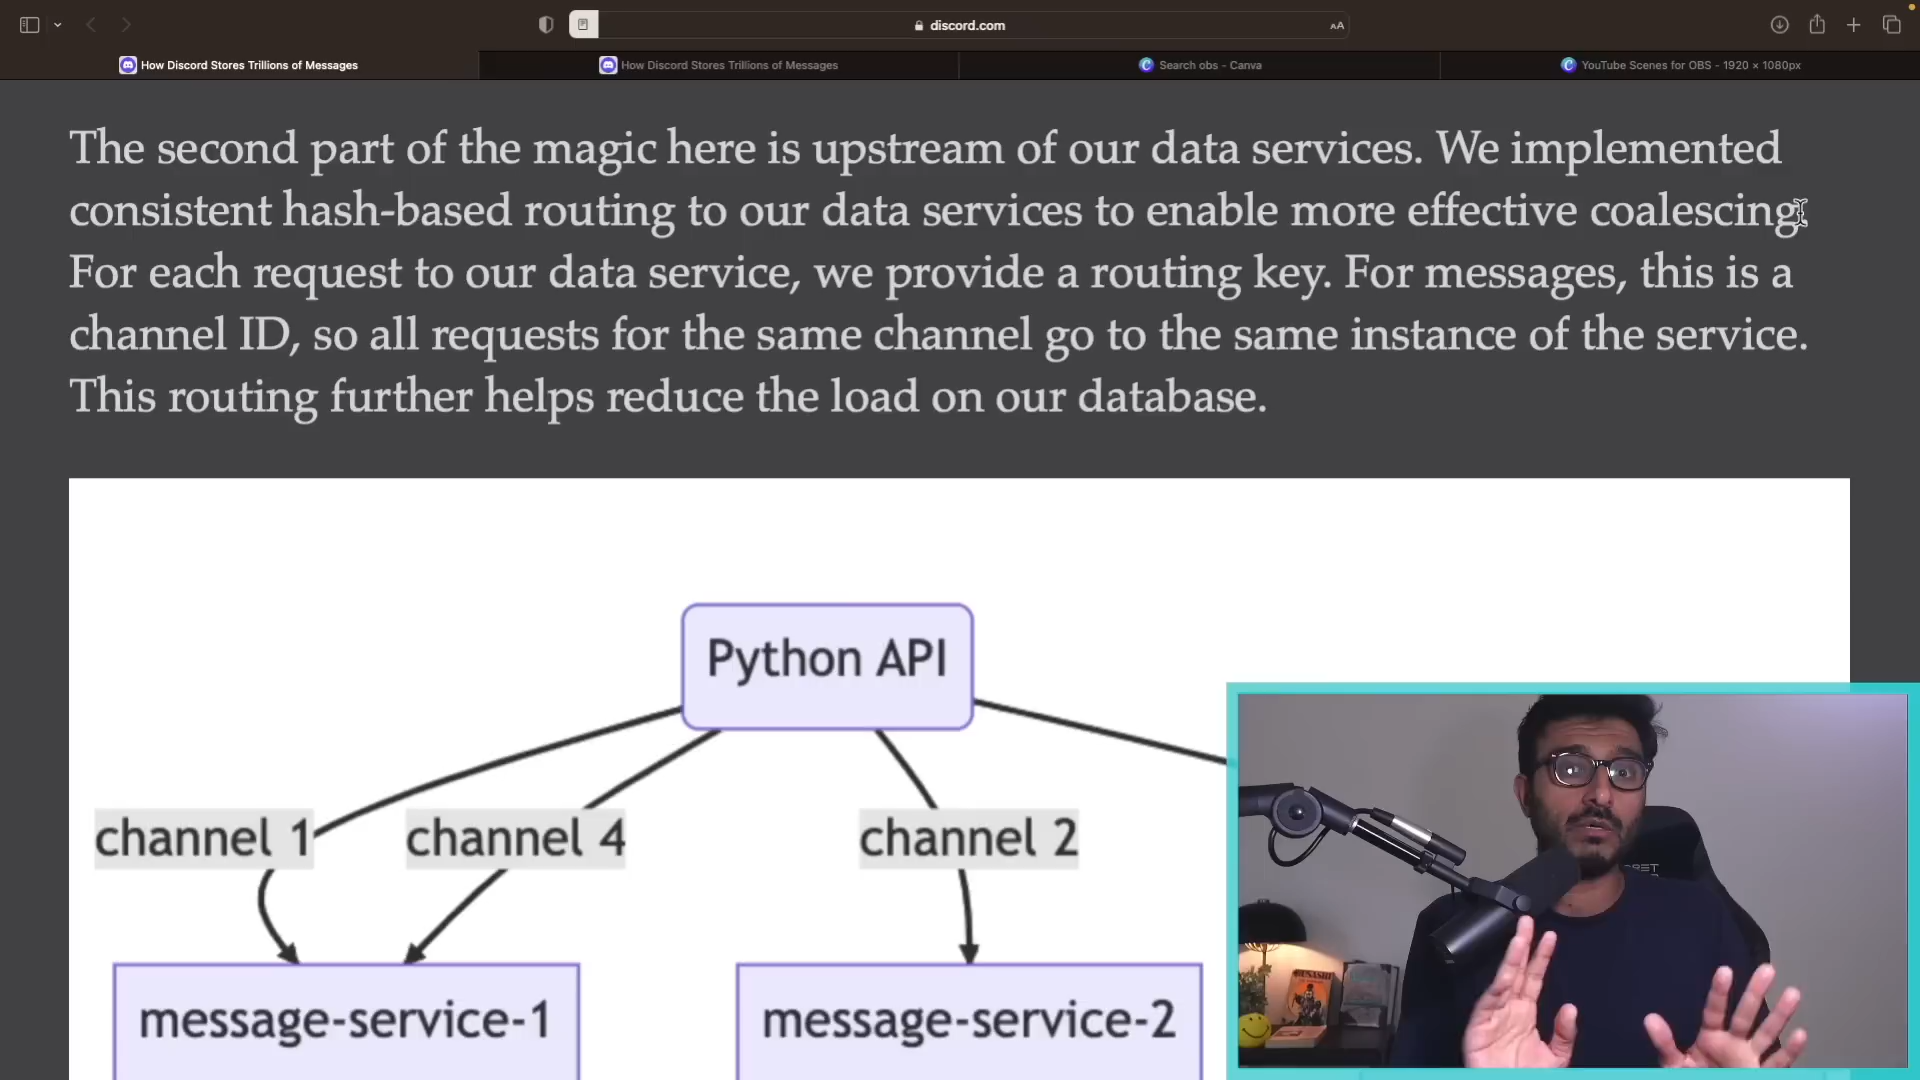 discord.com
AA
How Discord Stores Trillions of Messages
How Discord Stores Trillions of Messages
Search obs - Canva
YouTube Scenes for OBS - 1920 × 1080px
The second part of the magic here is upstream of our data services. We implemented
consistent hash-based routing to our data services to enable more effective coalescing.
For each request to our data service, we provide a routing key. For messages, this is a
channel ID, so all requests for the same channel go to the same instance of the service.
This routing further helps reduce the load on our database.
Python API
channel 1
channel 4
channel 2
message-service-1
message-service-2